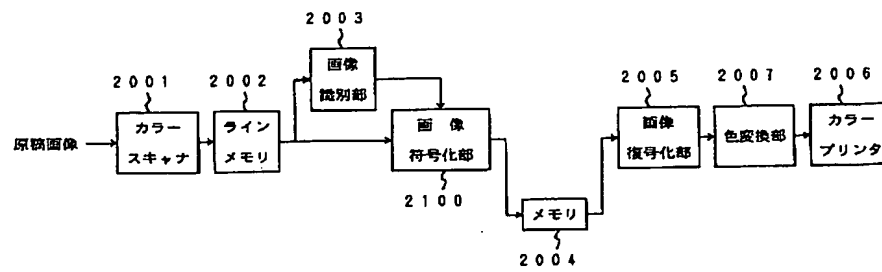 2003
画像
識別部
2001
2002
2005
2007
2006
原稿画像
カラー
スキャナ
ライン
メモリ
画 像
符号化部
画像
復号化部
色変換部
カラー
プリンタ
2100
メモリ
2004